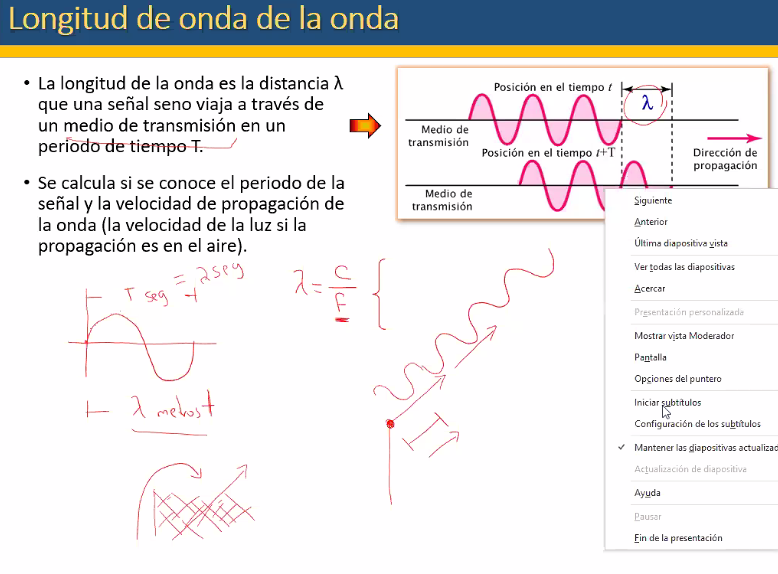 Longitud de onda de la onda
• La longitud de la onda es la distancia λ
que una señal seno viaja a través de
un medio de transmisión en un
periodo de tiempo T.
• Se calcula si se conoce el periodo de la
señal y la velocidad de propagación de
la onda (la velocidad de la luz si la
propagación es en el aire).
Posición en el tiempo t
λ
Medio de
transmisión
Posición en el tiempo t+T
Dirección de
propagación
Medio de
transmisión
T seg = 2 seg
λ = C / F {
λ metros
Siguiente
Anterior
Última diapositiva vista
Ver todas las diapositivas
Acercar
Presentación personalizada
Mostrar vista Moderador
Pantalla
Opciones del puntero
Iniciar subtítulos
Configuración de los subtítulos
✓ Mantener las diapositivas actualizad
Actualización de diapositiva
Ayuda
Pausar
Fin de la presentación